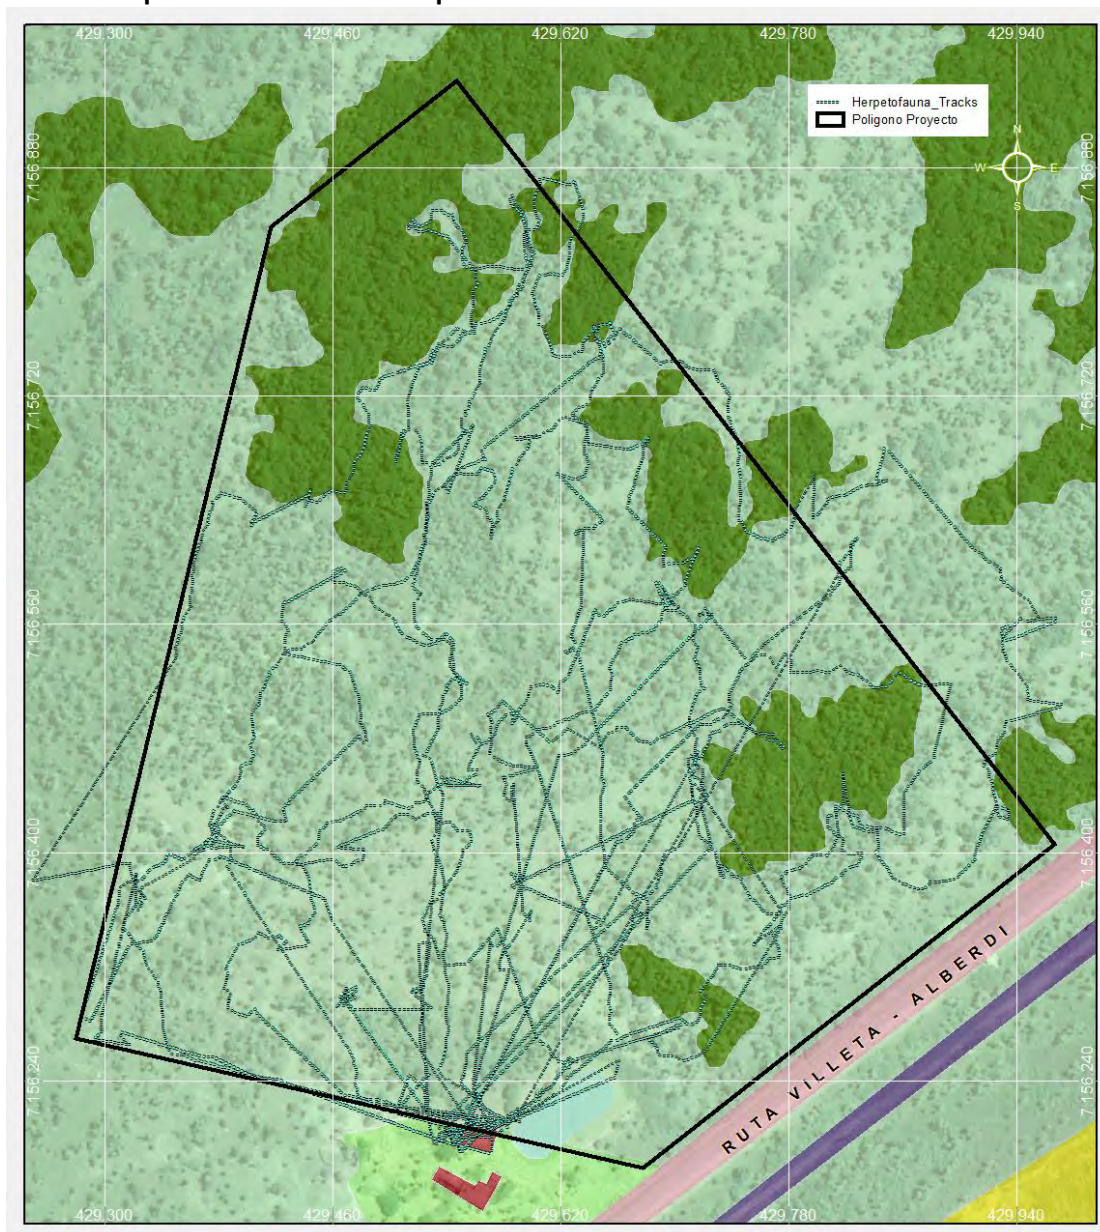 429.300 429.460 429.620 429.780 429.940
Herpetofauna_Tracks
Poligono Proyecto
N
W E
S
7.156.880 7.156.880
7.156.720 7.156.720
7.156.560 7.156.560
7.156.400 7.156.400
RUTA VILLETA - ALBERDI
7.156.240 7.156.240
429.300 429.460 429.620 429.780 429.940